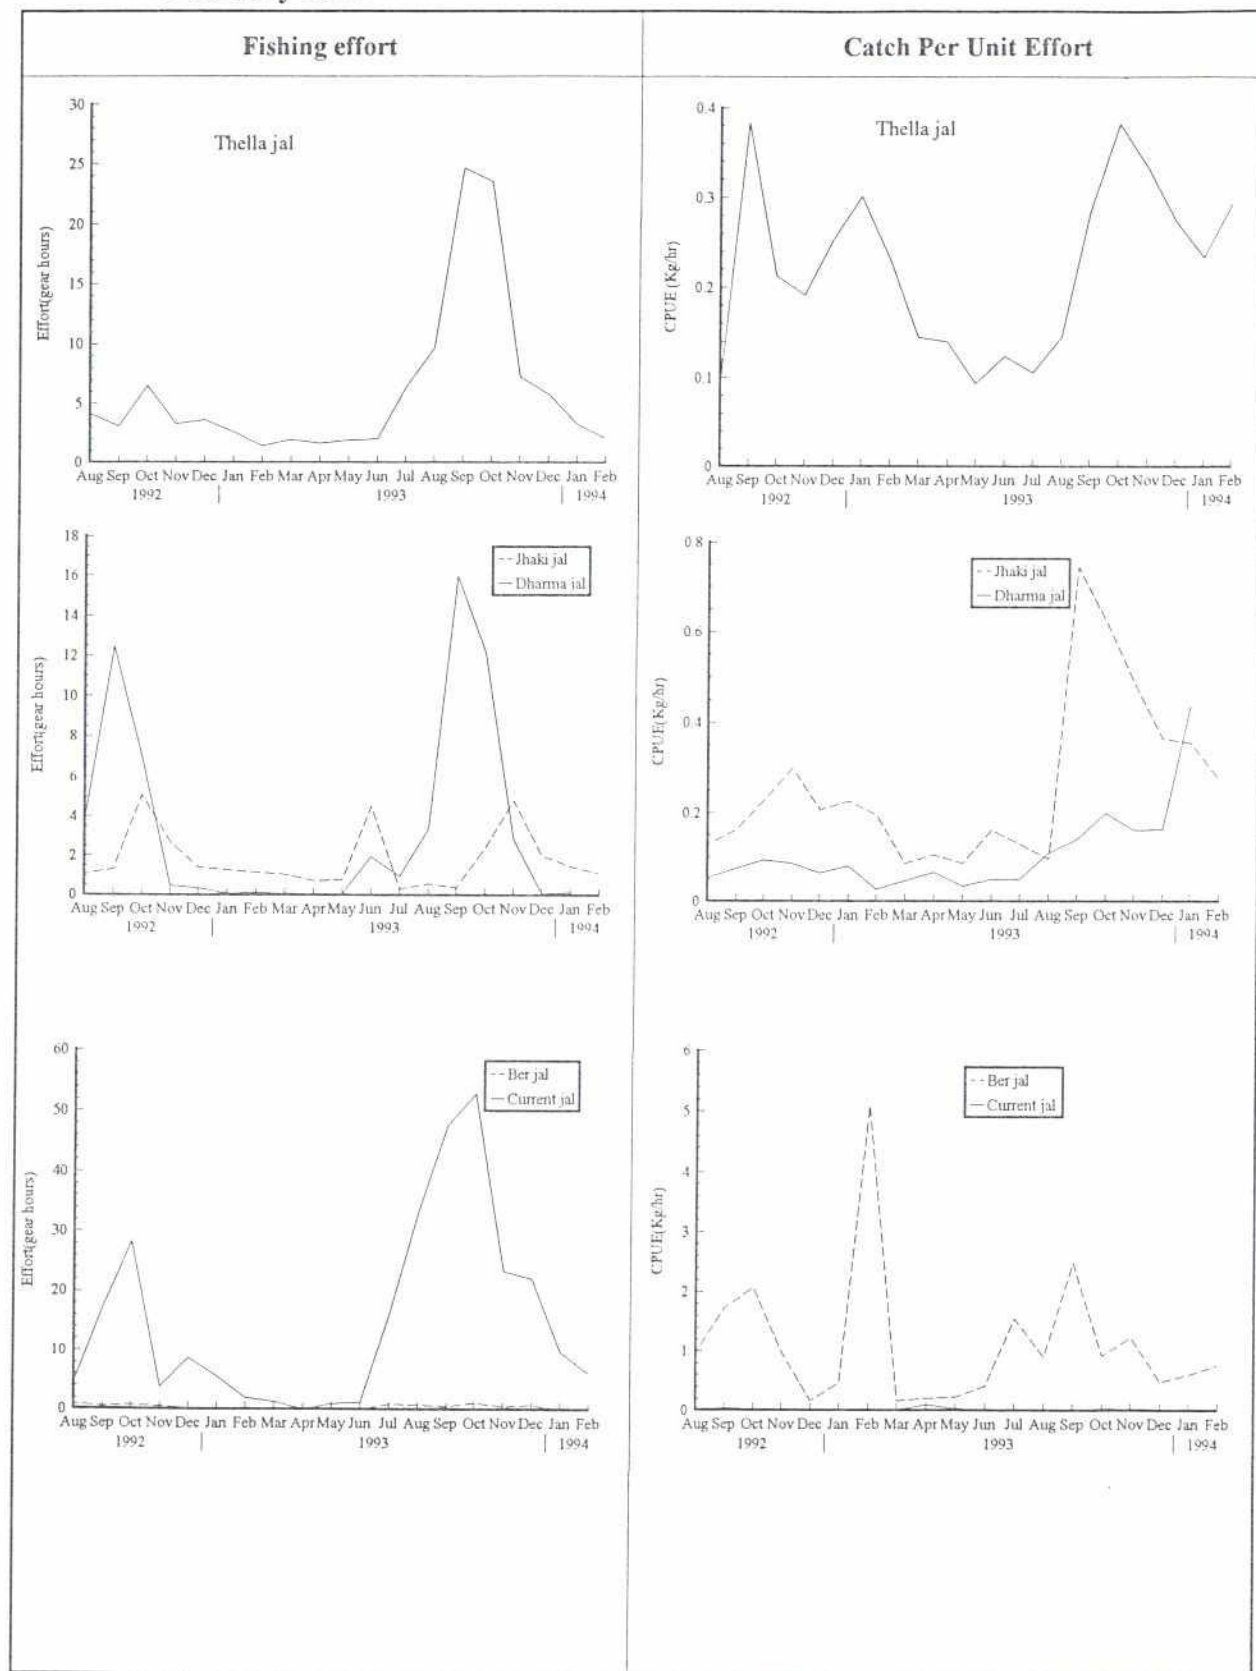 Fishing effort
Catch Per Unit Effort
Thella jal
Effort(gear hours)
30
25
20
15
10
5
0
Aug Sep Oct Nov Dec Jan Feb Mar Apr May Jun Jul Aug Sep Oct Nov Dec Jan Feb
1992 | 1993 | 1994
Thella jal
CPUE (Kg/hr)
0.4
0.3
0.2
0.1
0
Aug Sep Oct Nov Dec Jan Feb Mar Apr May Jun Jul Aug Sep Oct Nov Dec Jan Feb
1992 | 1993 | 1994
Jhaki jal
Dharma jal
Effort(gear hours)
18
16
14
12
10
8
6
4
2
0
Aug Sep Oct Nov Dec Jan Feb Mar Apr May Jun Jul Aug Sep Oct Nov Dec Jan Feb
1992 | 1993 | 1994
Jhaki jal
Dharma jal
CPUE(Kg/hr)
0.8
0.6
0.4
0.2
0
Aug Sep Oct Nov Dec Jan Feb Mar Apr May Jun Jul Aug Sep Oct Nov Dec Jan Feb
1992 | 1993 | 1994
Ber jal
Current jal
Effort(gear hours)
60
50
40
30
20
10
0
Aug Sep Oct Nov Dec Jan Feb Mar Apr May Jun Jul Aug Sep Oct Nov Dec Jan Feb
1992 | 1993 | 1994
Ber jal
Current jal
CPUE(Kg/hr)
6
5
4
3
2
1
0
Aug Sep Oct Nov Dec Jan Feb Mar Apr May Jun Jul Aug Sep Oct Nov Dec Jan Feb
1992 | 1993 | 1994